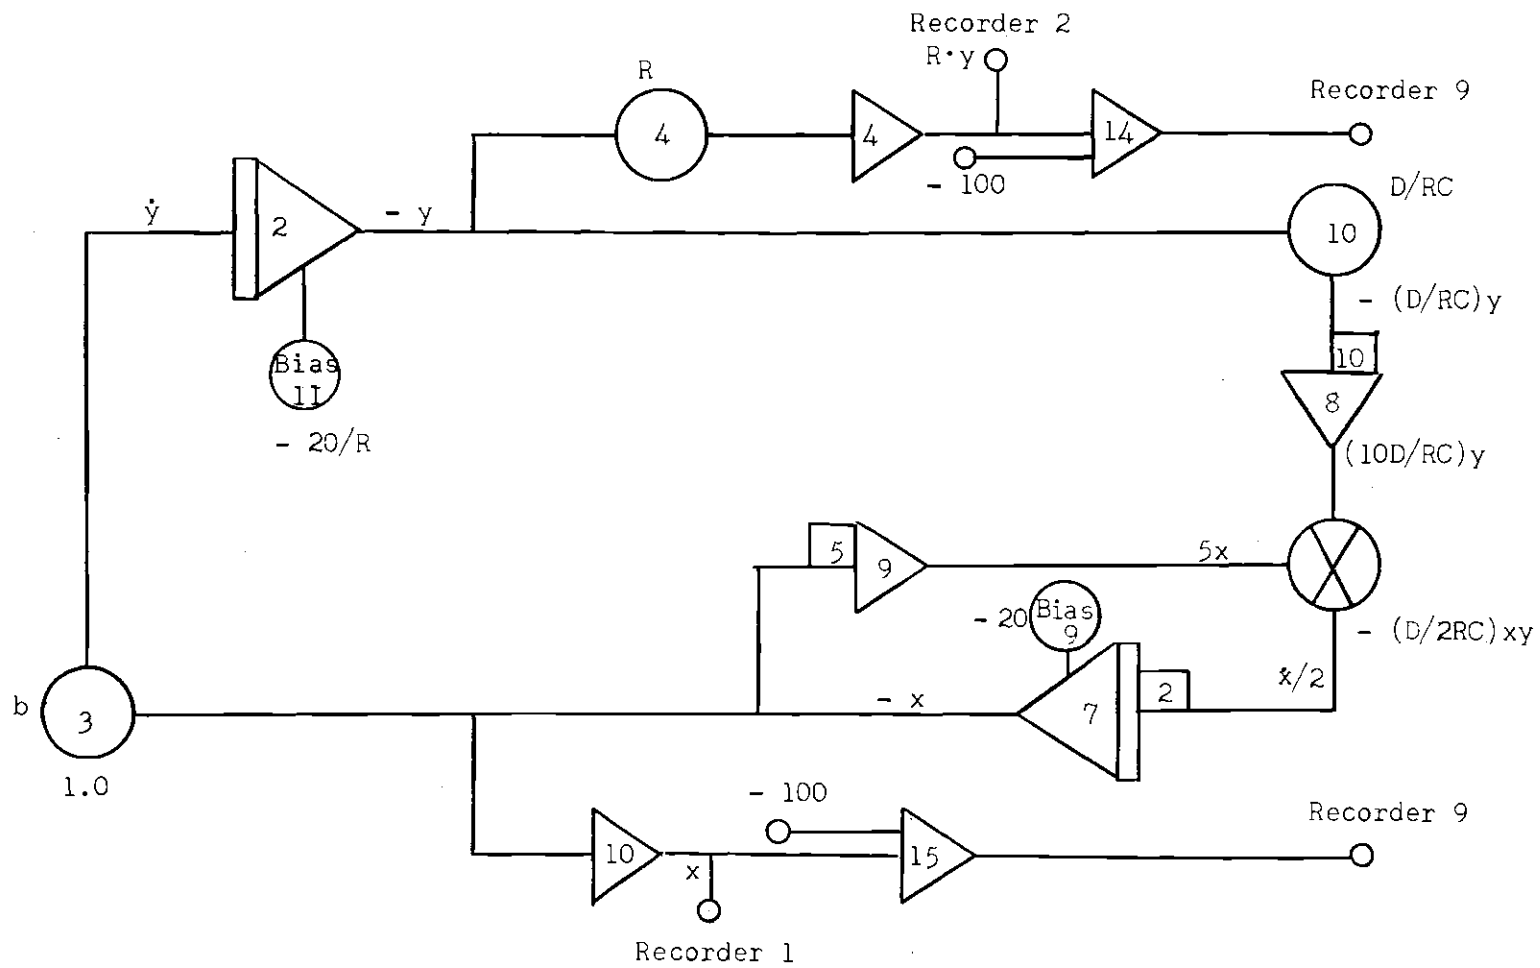 Recorder 2
R·y
R
4
4
14
Recorder 9
- 100
ẏ
2
- y
D/RC
10
- (D/RC)y
10
8
(10D/RC)y
Bias
11
- 20/R
5
9
5x
- 20
Bias
9
- (D/2RC)xy
ẋ/2
2
7
- x
b
3
1.0
- 100
Recorder 9
10
x
15
Recorder 1